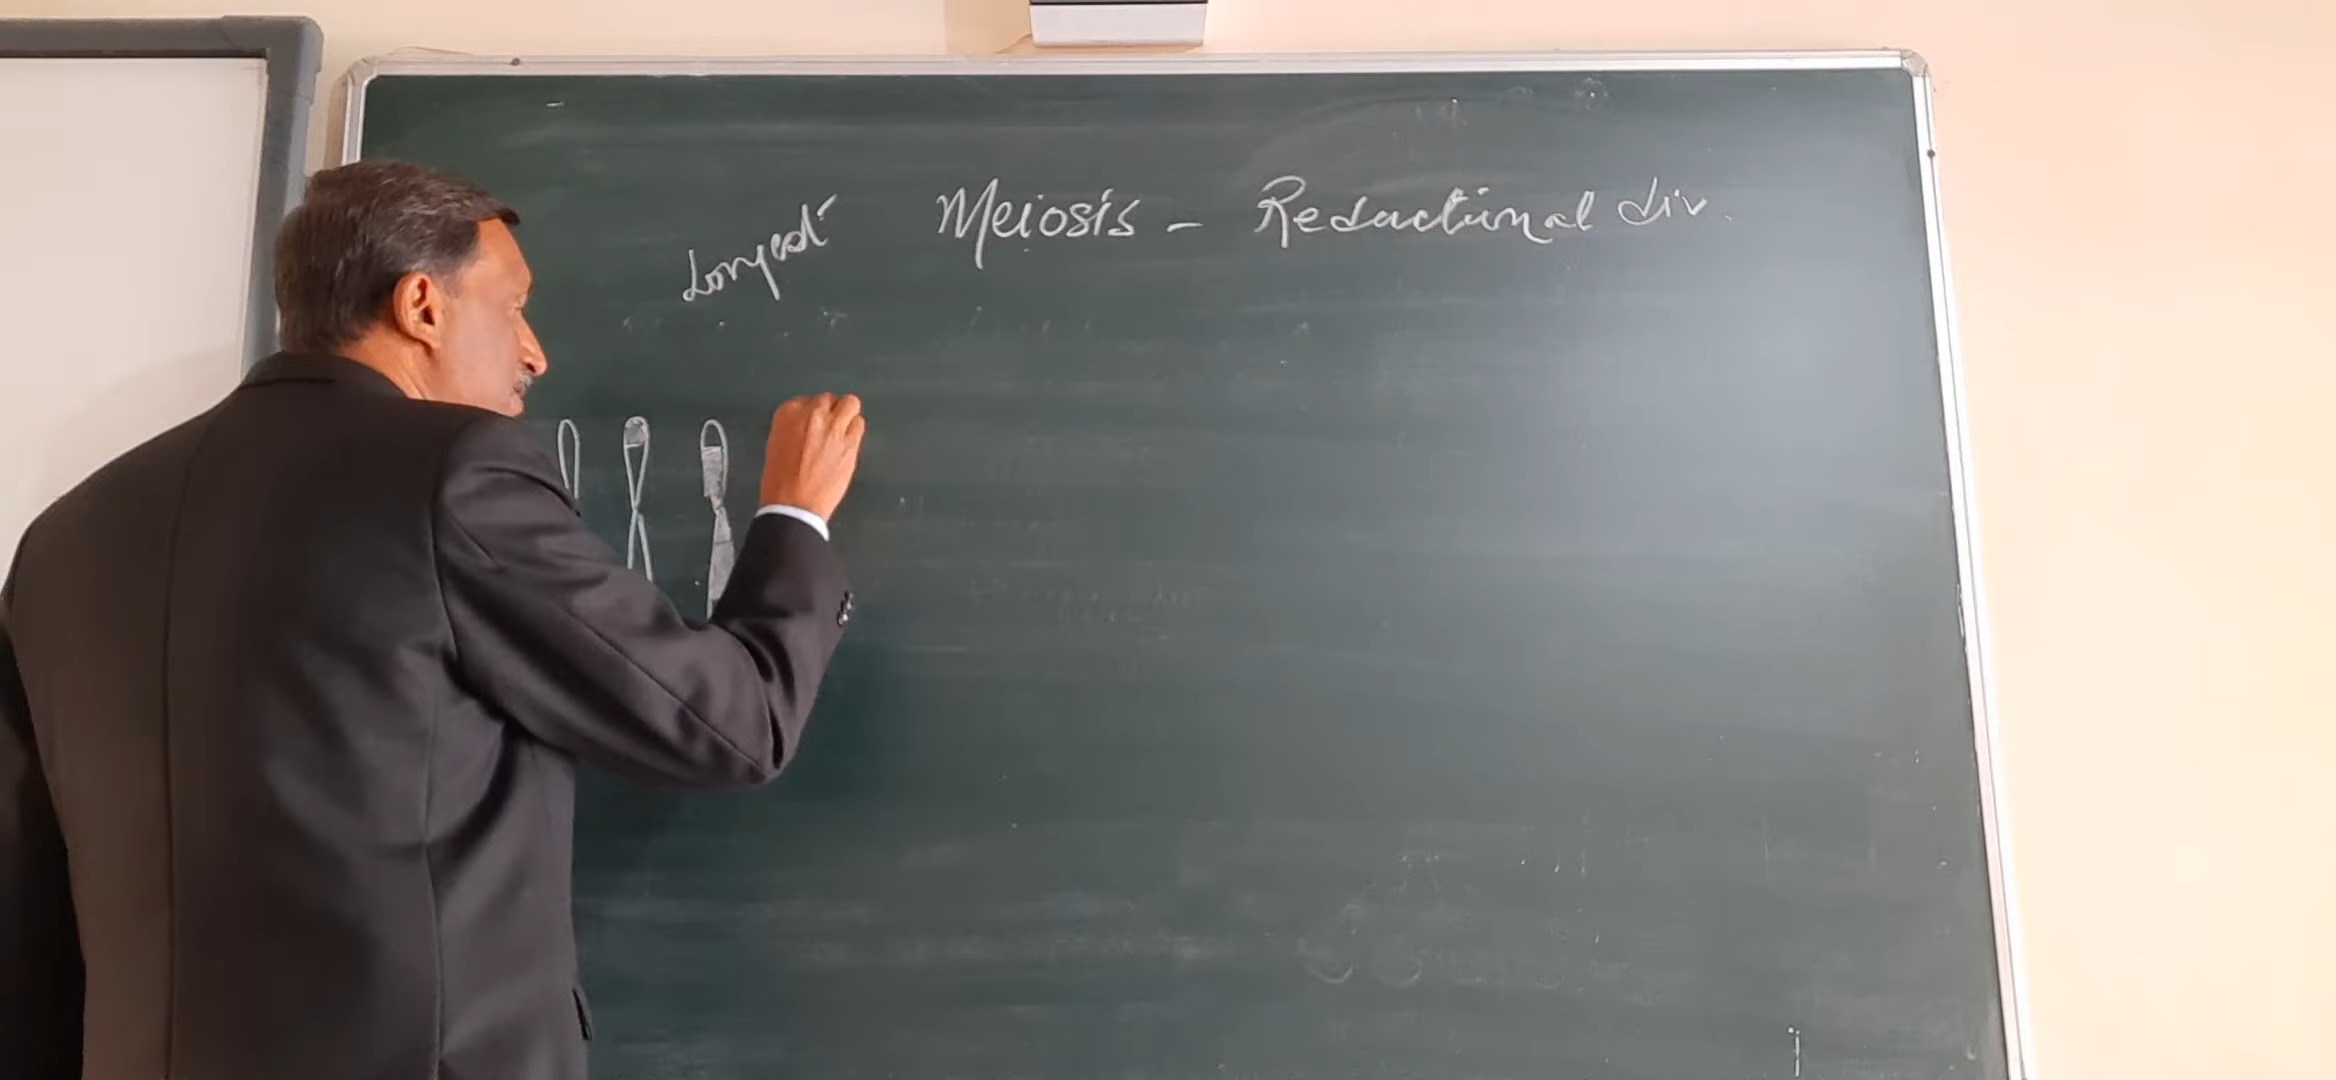 Meiosis - Reductional div.
Longest